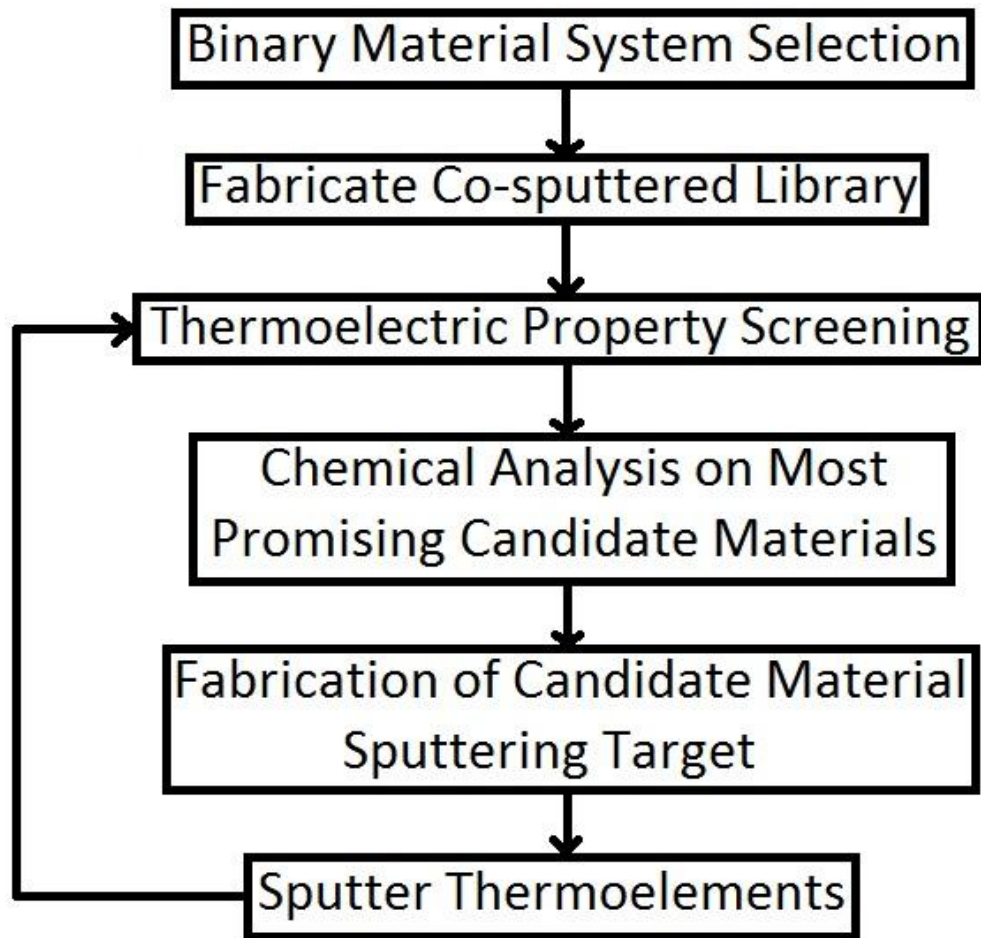 Binary Material System Selection
Fabricate Co-sputtered Library
Thermoelectric Property Screening
Chemical Analysis on Most
Promising Candidate Materials
Fabrication of Candidate Material
Sputtering Target
Sputter Thermoelements